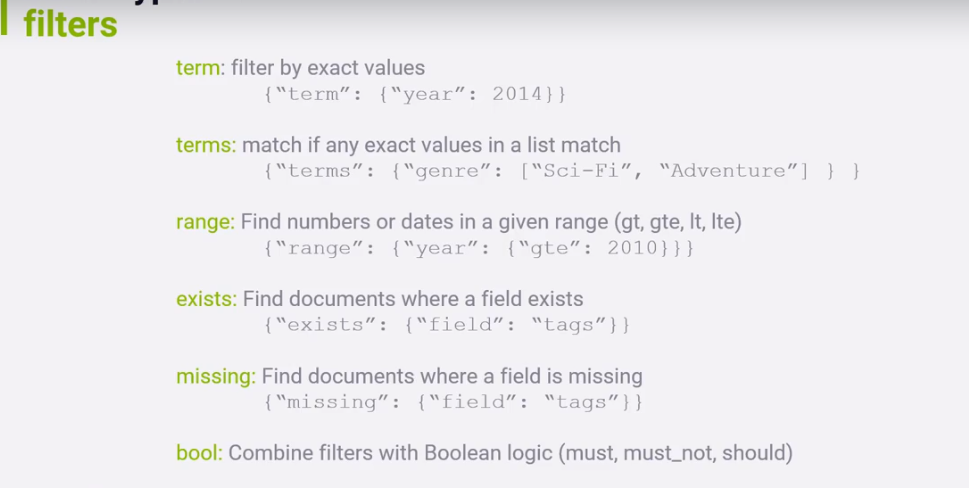 filters
term: filter by exact values
{“term”: {“year”: 2014}}
terms: match if any exact values in a list match
{“terms”: {“genre”: [“Sci-Fi”, “Adventure”] } }
range: Find numbers or dates in a given range (gt, gte, lt, lte)
{“range”: {“year”: {“gte”: 2010}}}
exists: Find documents where a field exists
{“exists”: {“field”: “tags”}}
missing: Find documents where a field is missing
{“missing”: {“field”: “tags”}}
bool: Combine filters with Boolean logic (must, must_not, should)